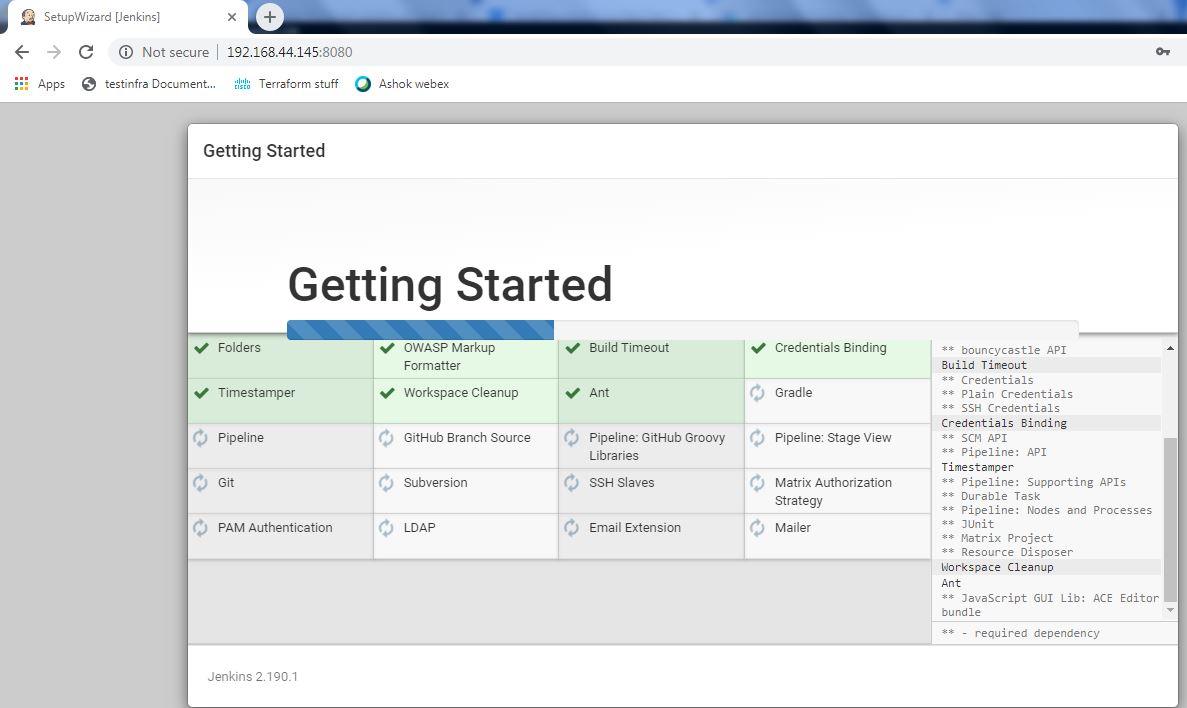 SetupWizard [Jenkins]
Not secure
192.168.44.145:8080
Apps
testinfra Document...
Terraform stuff
Ashok webex
Getting Started
Getting Started
Folders
OWASP Markup
Formatter
Build Timeout
Credentials Binding
Timestamper
Workspace Cleanup
Ant
Gradle
Pipeline
GitHub Branch Source
Pipeline: GitHub Groovy
Libraries
Pipeline: Stage View
Git
Subversion
SSH Slaves
Matrix Authorization
Strategy
PAM Authentication
LDAP
Email Extension
Mailer
** bouncycastle API
Build Timeout
** Credentials
** Plain Credentials
** SSH Credentials
Credentials Binding
** SCM API
** Pipeline: API
Timestamper
** Pipeline: Supporting APIs
** Durable Task
** Pipeline: Nodes and Processes
** JUnit
** Matrix Project
** Resource Disposer
Workspace Cleanup
Ant
** JavaScript GUI Lib: ACE Editor
bundle
** - required dependency
Jenkins 2.190.1